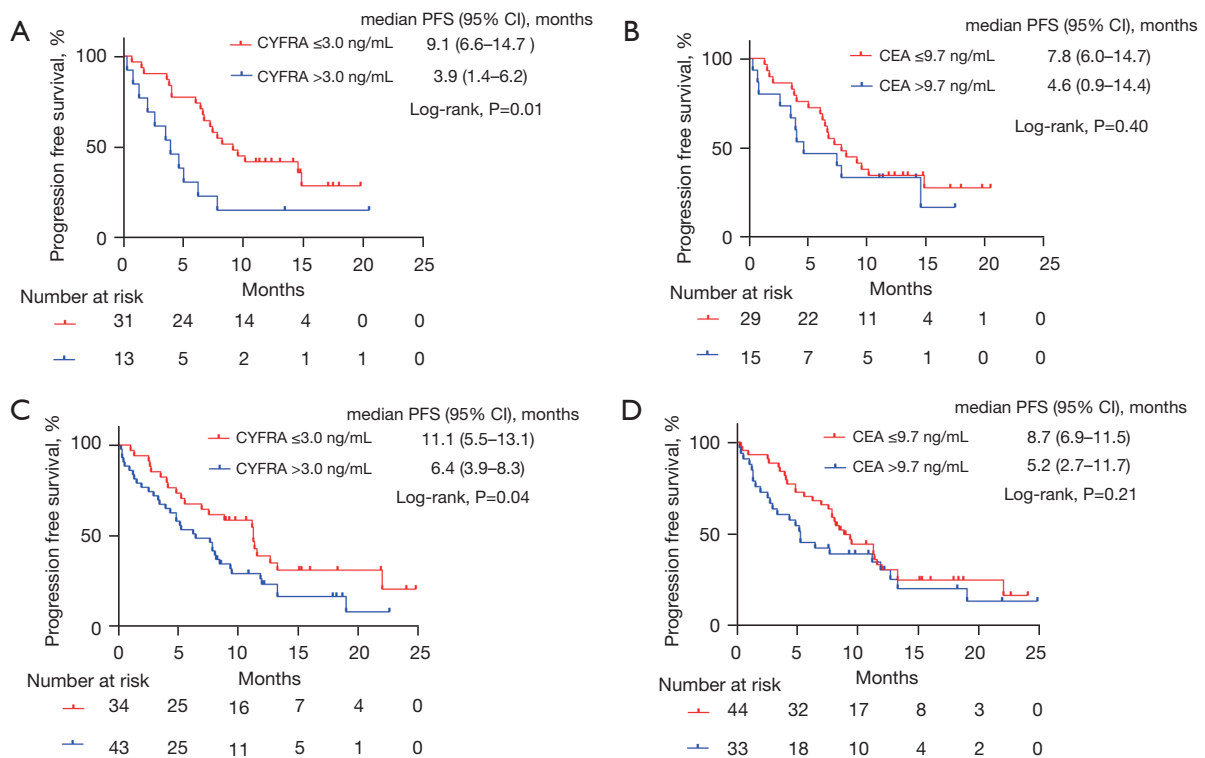 A
median PFS (95% CI), months
CYFRA ≤3.0 ng/mL 9.1 (6.6–14.7 )
CYFRA >3.0 ng/mL 3.9 (1.4–6.2)
Log-rank, P=0.01
Progression free survival, %
100
50
0
0 5 10 15 20 25
Months
Number at risk
31 24 14 4 0 0
13 5 2 1 1 0
B
median PFS (95% CI), months
CEA ≤9.7 ng/mL 7.8 (6.0–14.7)
CEA >9.7 ng/mL 4.6 (0.9–14.4)
Log-rank, P=0.40
Progression free survival, %
100
50
0
0 5 10 15 20 25
Months
Number at risk
29 22 11 4 1 0
15 7 5 1 0 0
C
median PFS (95% CI), months
CYFRA ≤3.0 ng/mL 11.1 (5.5–13.1)
CYFRA >3.0 ng/mL 6.4 (3.9–8.3)
Log-rank, P=0.04
Progression free survival, %
100
50
0
0 5 10 15 20 25
Months
Number at risk
34 25 16 7 4 0
43 25 11 5 1 0
D
median PFS (95% CI), months
CEA ≤9.7 ng/mL 8.7 (6.9–11.5)
CEA >9.7 ng/mL 5.2 (2.7–11.7)
Log-rank, P=0.21
Progression free survival, %
100
50
0
0 5 10 15 20 25
Months
Number at risk
44 32 17 8 3 0
33 18 10 4 2 0